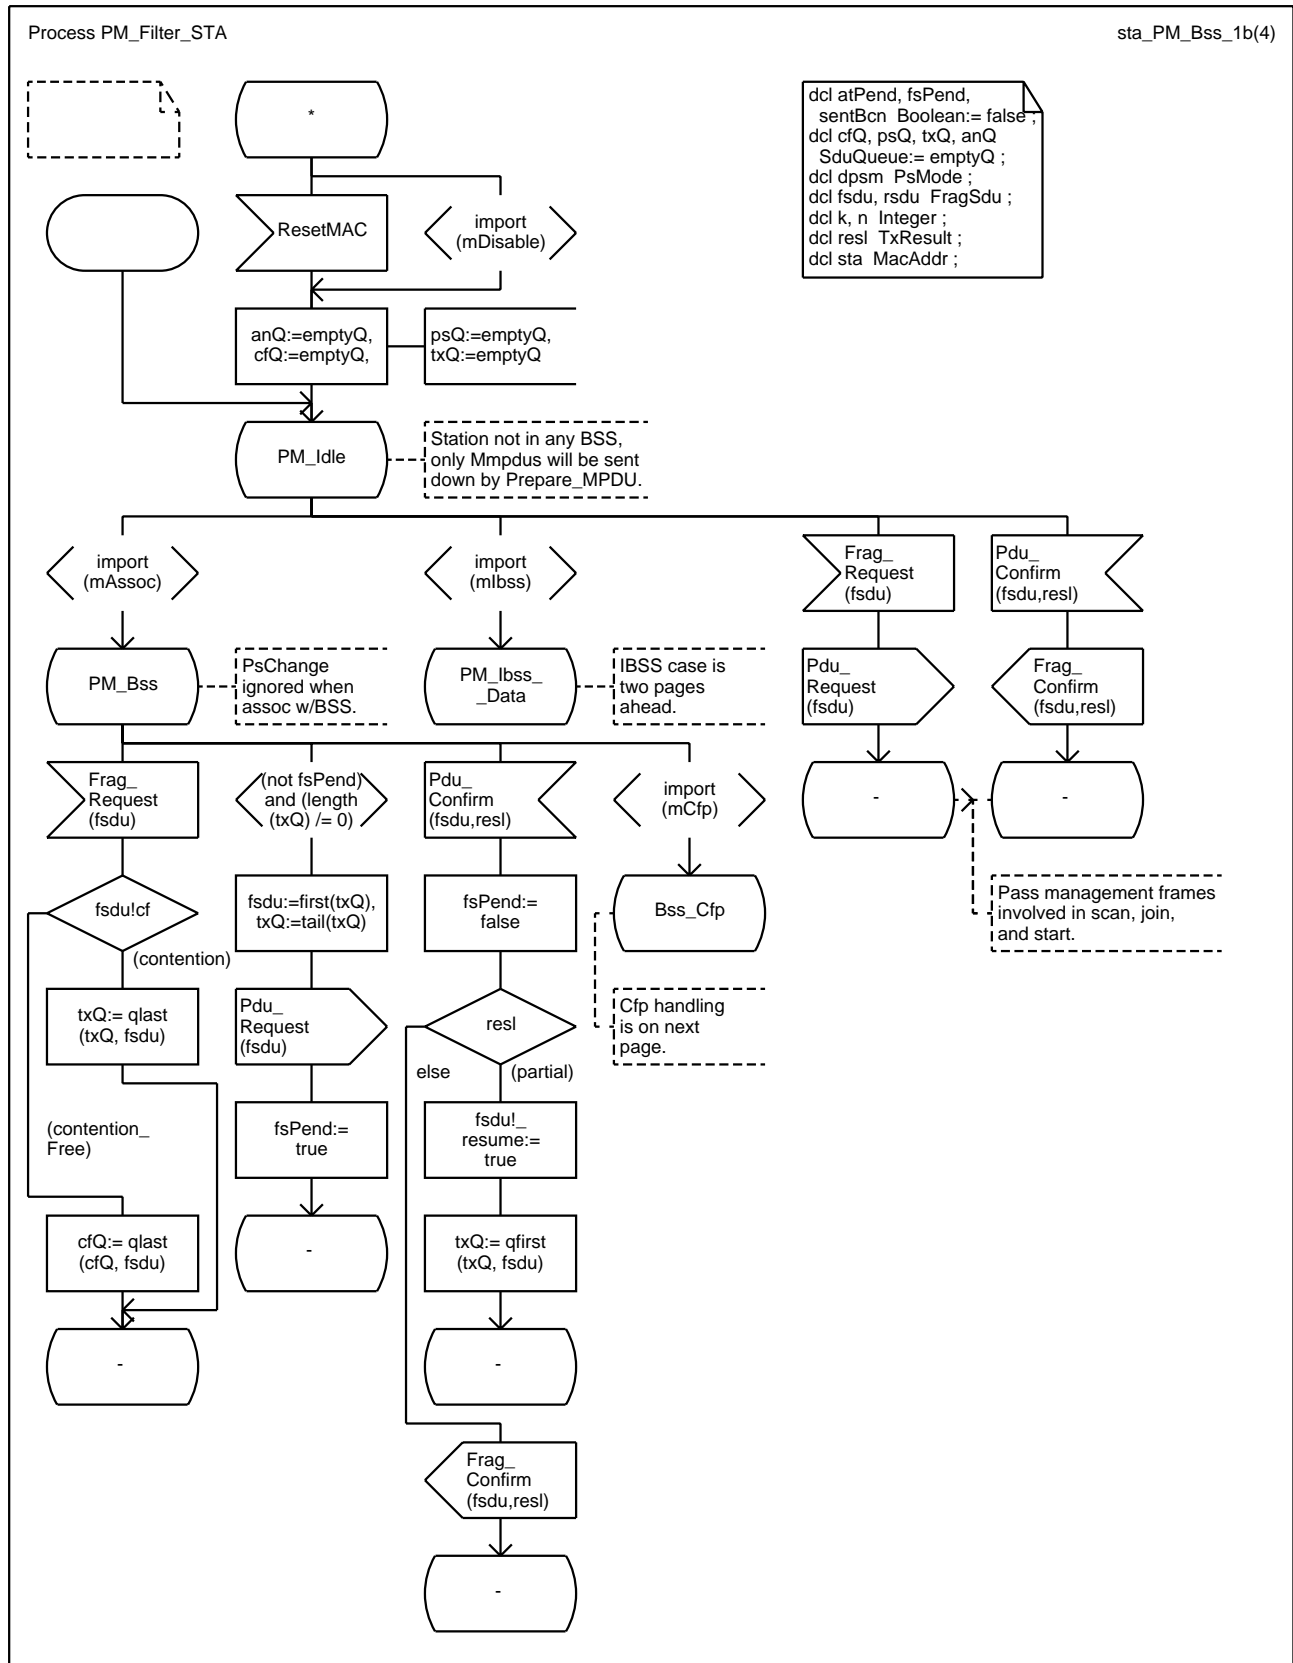 Process PM_Filter_STA
sta_PM_Bss_1b(4)
*
dcl atPend, fsPend,
sentBcn Boolean:= false ;
dcl cfQ, psQ, txQ, anQ
SduQueue:= emptyQ ;
dcl dpsm PsMode ;
dcl fsdu, rsdu FragSdu ;
dcl k, n Integer ;
dcl resl TxResult ;
dcl sta MacAddr ;
ResetMAC
import
(mDisable)
anQ:=emptyQ,
cfQ:=emptyQ,
psQ:=emptyQ,
txQ:=emptyQ
PM_Idle
Station not in any BSS,
only Mmpdus will be sent
down by Prepare_MPDU.
import
(mAssoc)
import
(mIbss)
Frag_
Request
(fsdu)
Pdu_
Confirm
(fsdu,resl)
PM_Bss
PsChange
ignored when
assoc w/BSS.
PM_Ibss_
_Data
IBSS case is
two pages
ahead.
Pdu_
Request
(fsdu)
Frag_
Confirm
(fsdu,resl)
Frag_
Request
(fsdu)
(not fsPend)
and (length
(txQ) /= 0)
Pdu_
Confirm
(fsdu,resl)
import
(mCfp)
-
-
fsdu!cf
(contention)
fsdu:=first(txQ),
txQ:=tail(txQ)
fsPend:=
false
Bss_Cfp
Pass management frames
involved in scan, join,
and start.
txQ:= qlast
(txQ, fsdu)
Pdu_
Request
(fsdu)
resl
else
(partial)
Cfp handling
is on next
page.
(contention_
Free)
fsPend:=
true
fsdu!_
resume:=
true
cfQ:= qlast
(cfQ, fsdu)
-
txQ:= qfirst
(txQ, fsdu)
-
-
Frag_
Confirm
(fsdu,resl)
-